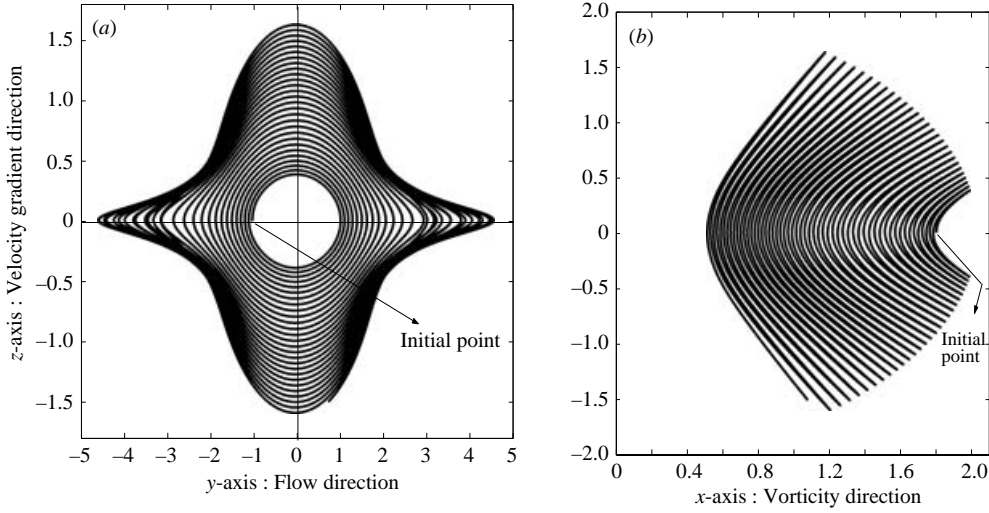 (a)
1.5
1.0
0.5
0
–0.5
–1.0
–1.5
z-axis : Velocity gradient direction
Initial point
–5 –4 –3 –2 –1 0 1 2 3 4 5
y-axis : Flow direction
(b)
2.0
1.5
1.0
0.5
0
–0.5
–1.0
–1.5
–2.0
Initial
point
0 0.4 0.8 1.2 1.6 2.0
x-axis : Vorticity direction